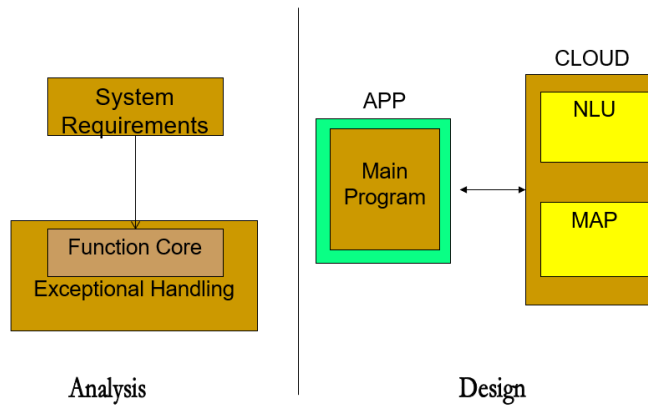 System
Requirements
Function Core
Exceptional Handling
Analysis
CLOUD
APP
NLU
Main
Program
MAP
Design